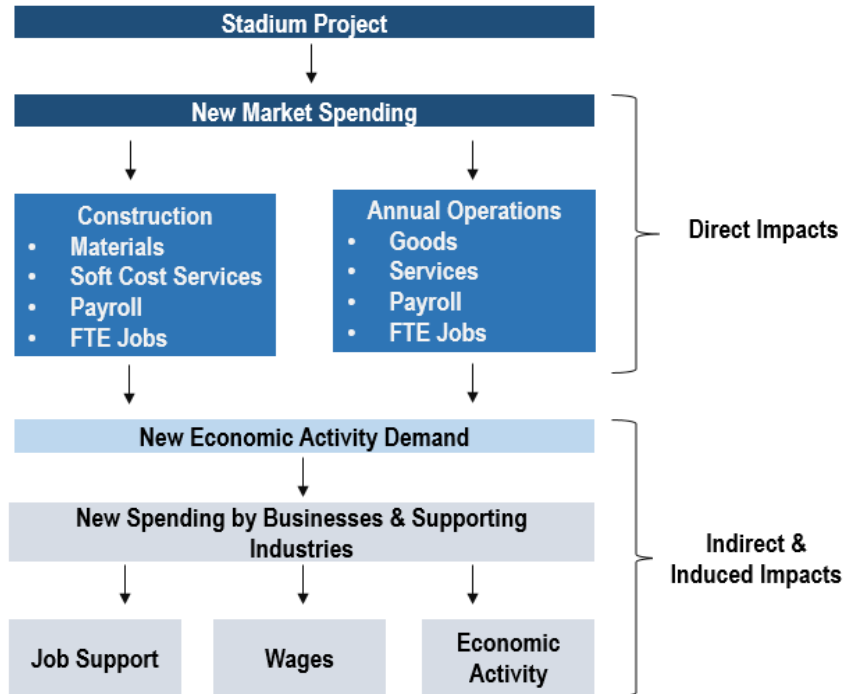 Stadium Project
New Market Spending
Construction
• Materials
• Soft Cost Services
• Payroll
• FTE Jobs
Annual Operations
• Goods
• Services
• Payroll
• FTE Jobs
Direct Impacts
New Economic Activity Demand
New Spending by Businesses & Supporting
Industries
Indirect &
Induced Impacts
Job Support
Wages
Economic
Activity